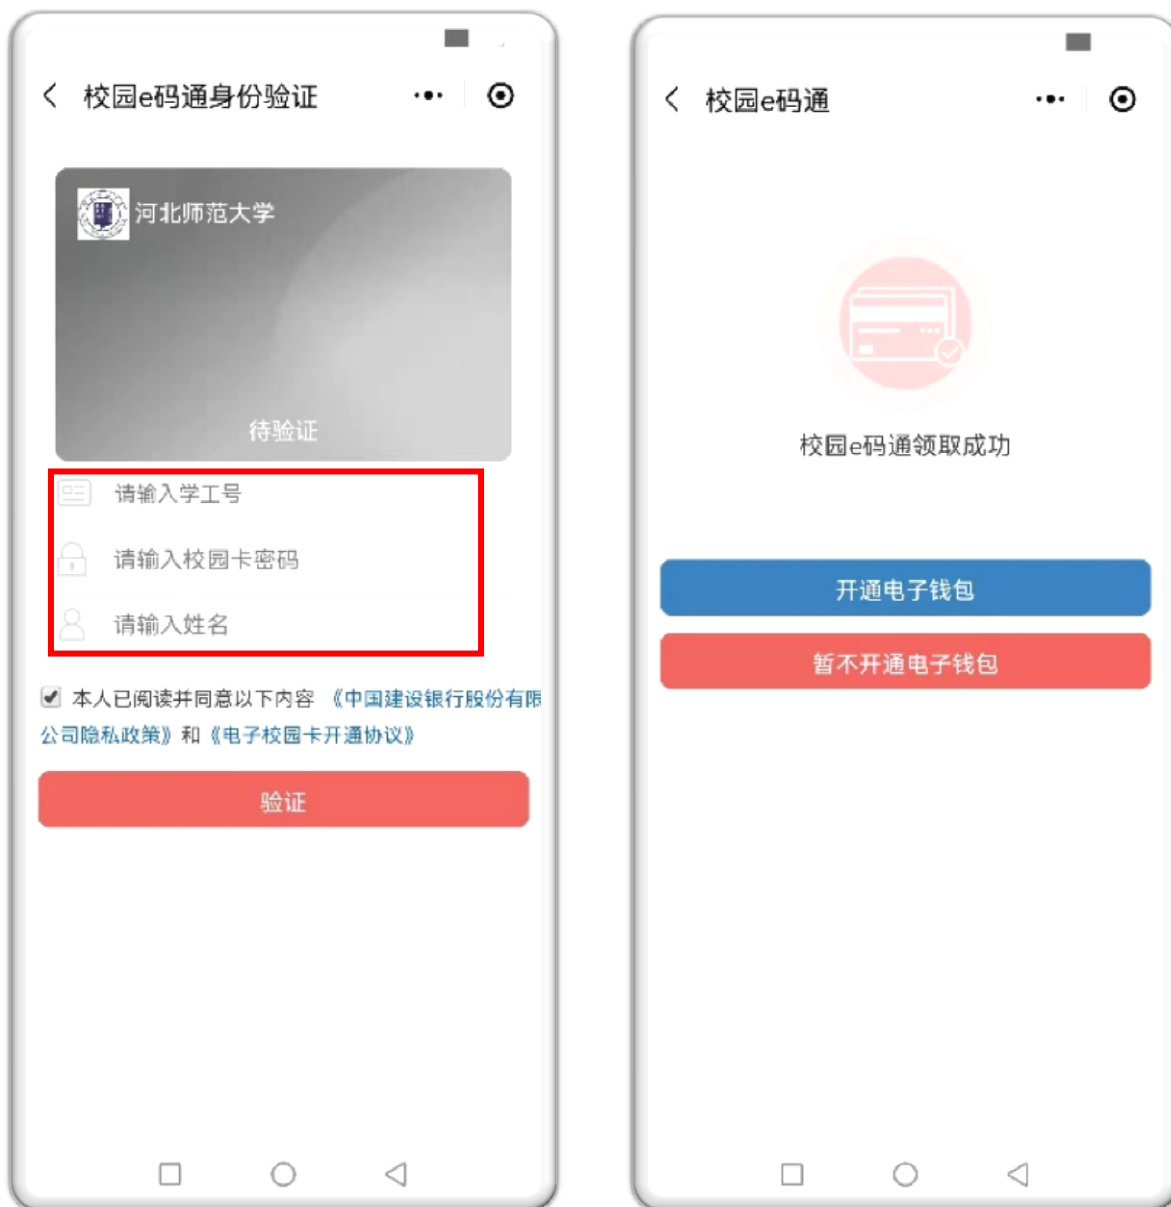 校园e码通身份验证
河北师范大学
待验证
请输入学工号
请输入校园卡密码
请输入姓名
本人已阅读并同意以下内容 《中国建设银行股份有限
公司隐私政策》和《电子校园卡开通协议》
验证
校园e码通
校园e码通领取成功
开通电子钱包
暂不开通电子钱包